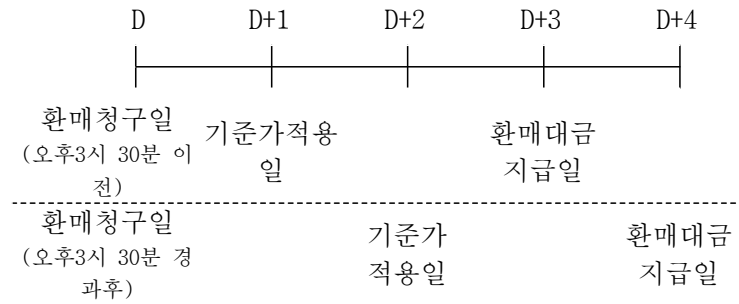 D D+1 D+2 D+3 D+4
환매청구일
(오후3시 30분 이
전)
기준가적용
일
환매대금
지급일
환매청구일
(오후3시 30분 경
과후)
기준가
적용일
환매대금
지급일